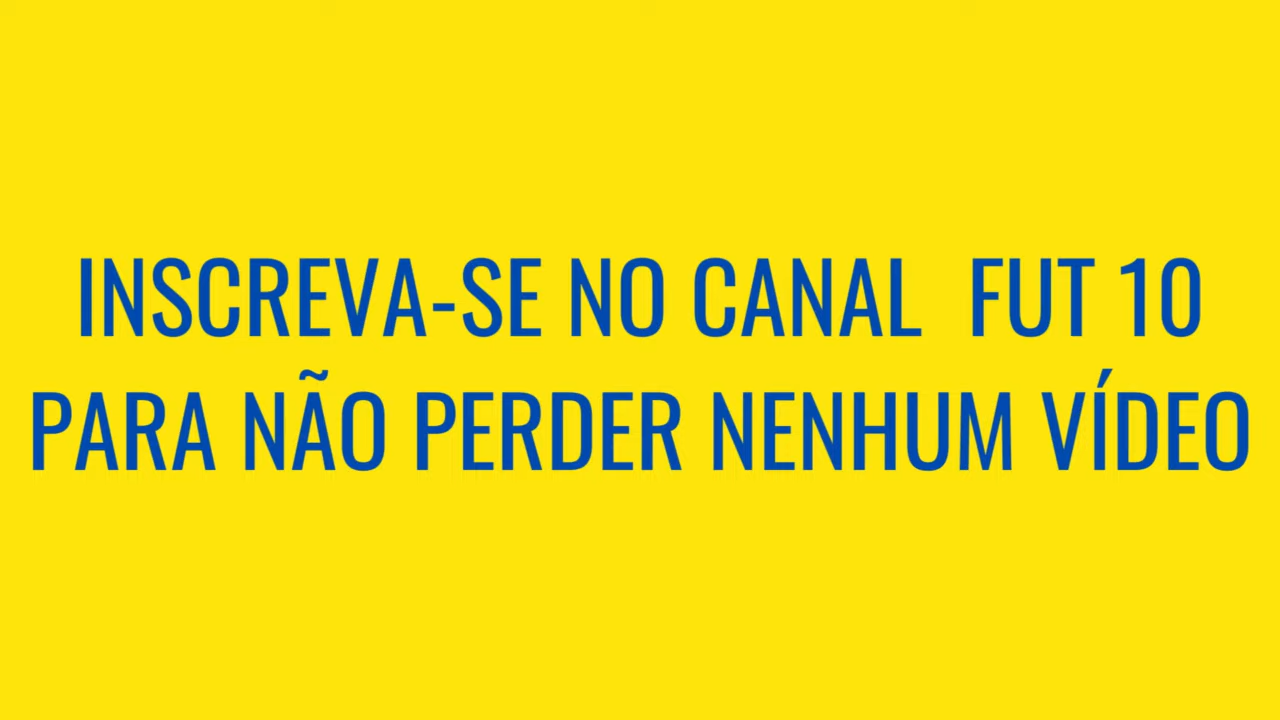 INSCREVA-SE NO CANAL  FUT 10
PARA NÃO PERDER NENHUM VÍDEO